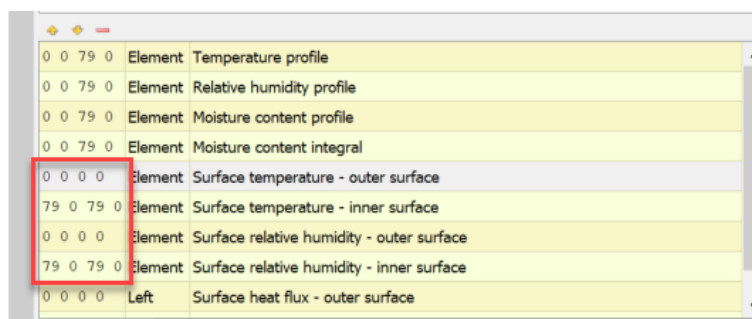 0 0 79 0 Element Temperature profile
0 0 79 0 Element Relative humidity profile
0 0 79 0 Element Moisture content profile
0 0 79 0 Element Moisture content integral
0 0 0 0 Element Surface temperature - outer surface
79 0 79 0 Element Surface temperature - inner surface
0 0 0 0 Element Surface relative humidity - outer surface
79 0 79 0 Element Surface relative humidity - inner surface
0 0 0 0 Left Surface heat flux - outer surface